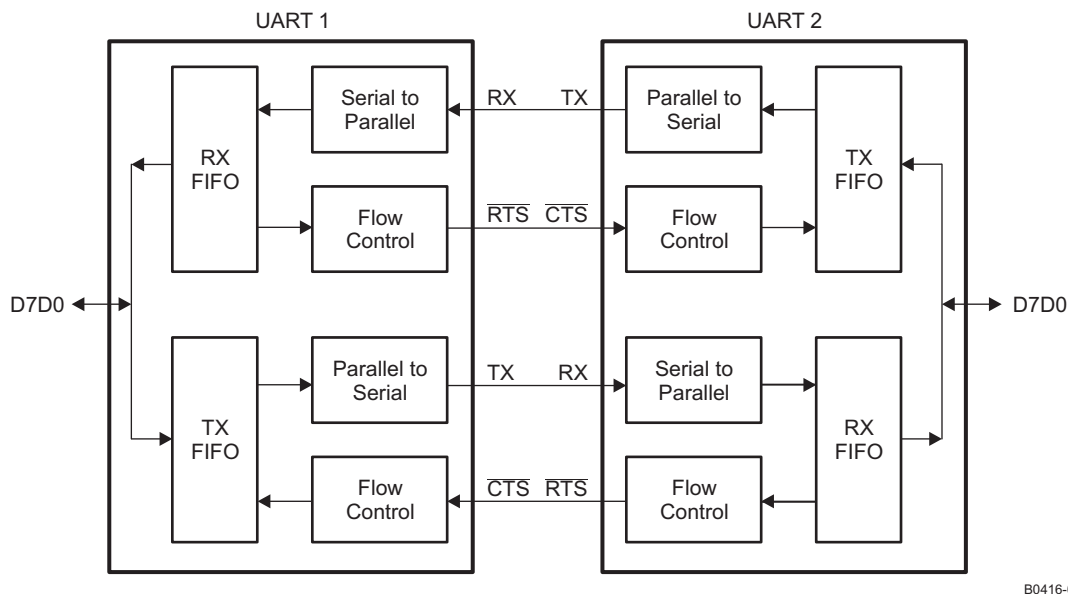 UART 1
UART 2
Serial to
Parallel
RX TX
Parallel to
Serial
RX
FIFO
TX
FIFO
Flow
Control
RTS CTS
Flow
Control
D7D0
D7D0
Parallel to
Serial
TX RX
Serial to
Parallel
TX
FIFO
RX
FIFO
Flow
Control
CTS RTS
Flow
Control